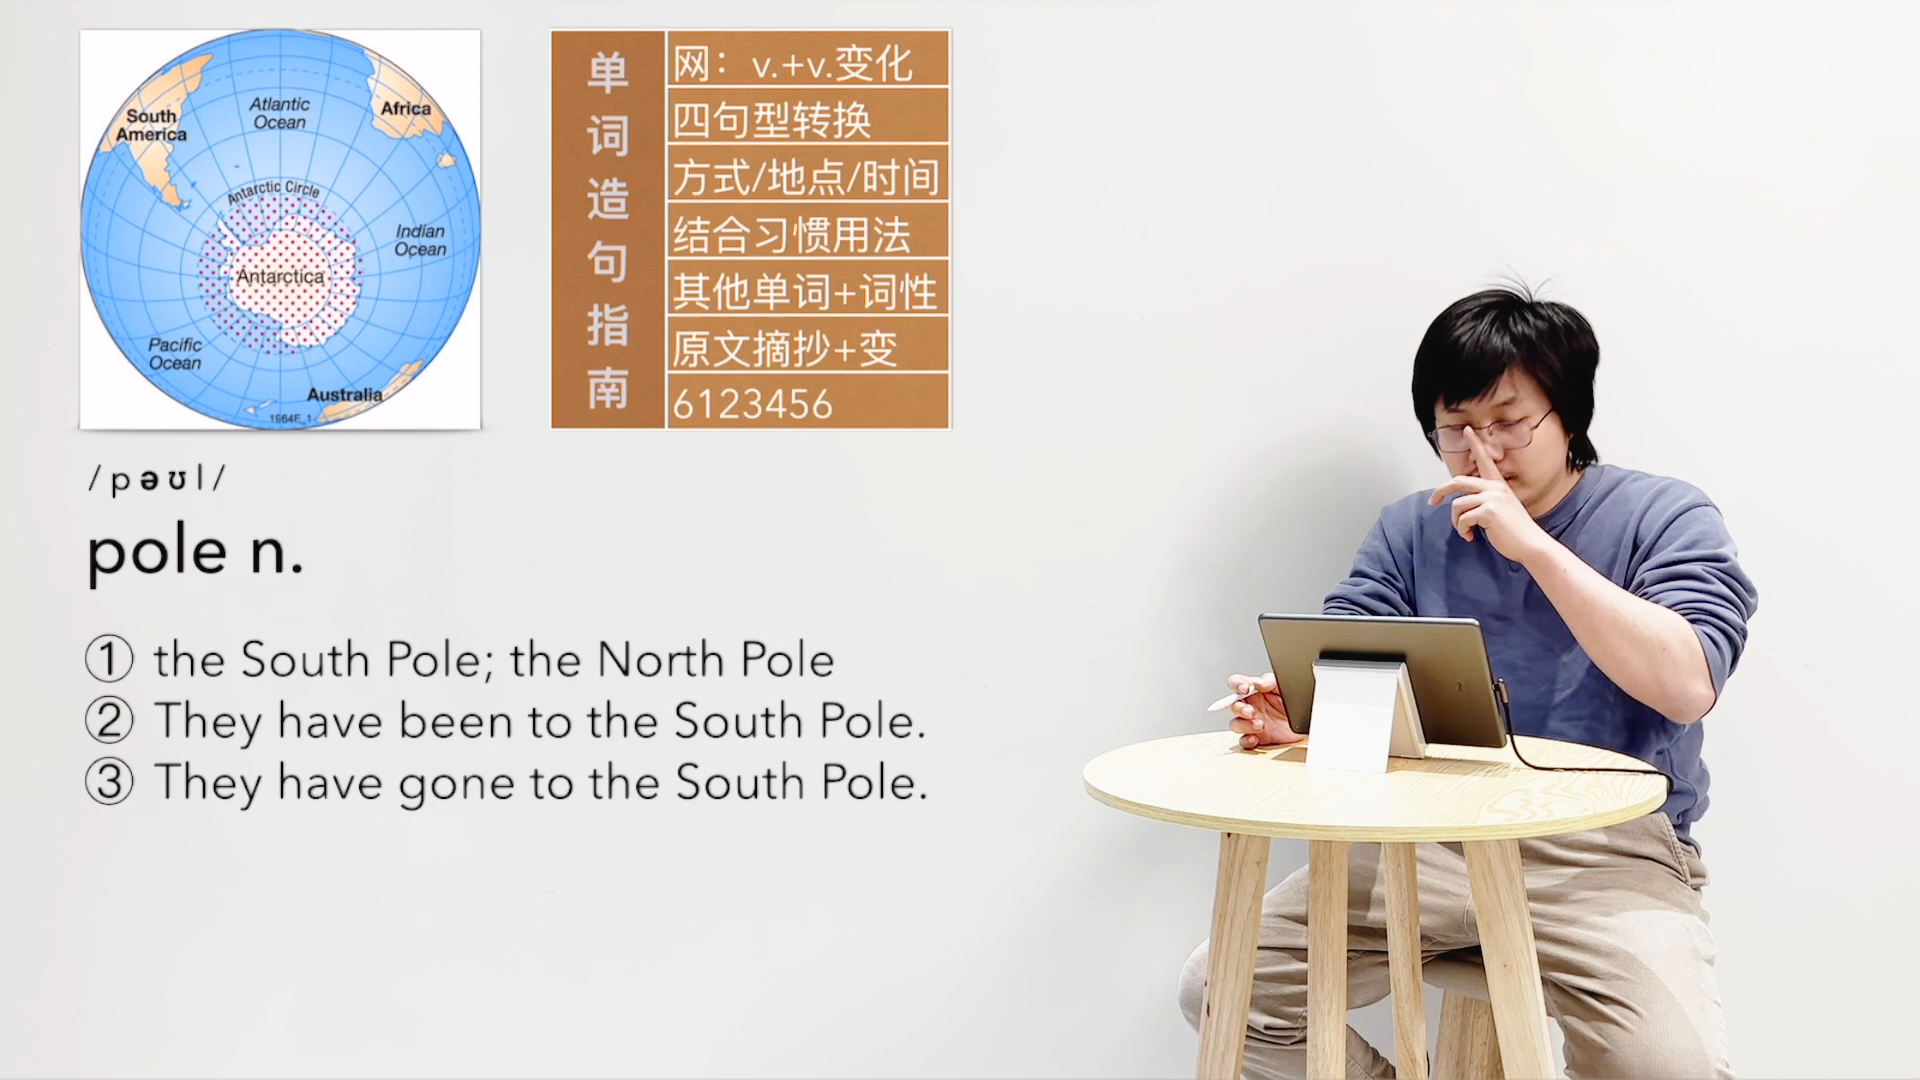 South
America
Atlantic
Ocean
Africa
Antarctic Circle
Indian
Ocean
Antarctica
Pacific
Ocean
Australia
1964E_1
单词造句指南
网：v.+v.变化
四句型转换
方式/地点/时间
结合习惯用法
其他单词+词性
原文摘抄+变
6123456
/pəʊl/
pole n.
① the South Pole; the North Pole
② They have been to the South Pole.
③ They have gone to the South Pole.